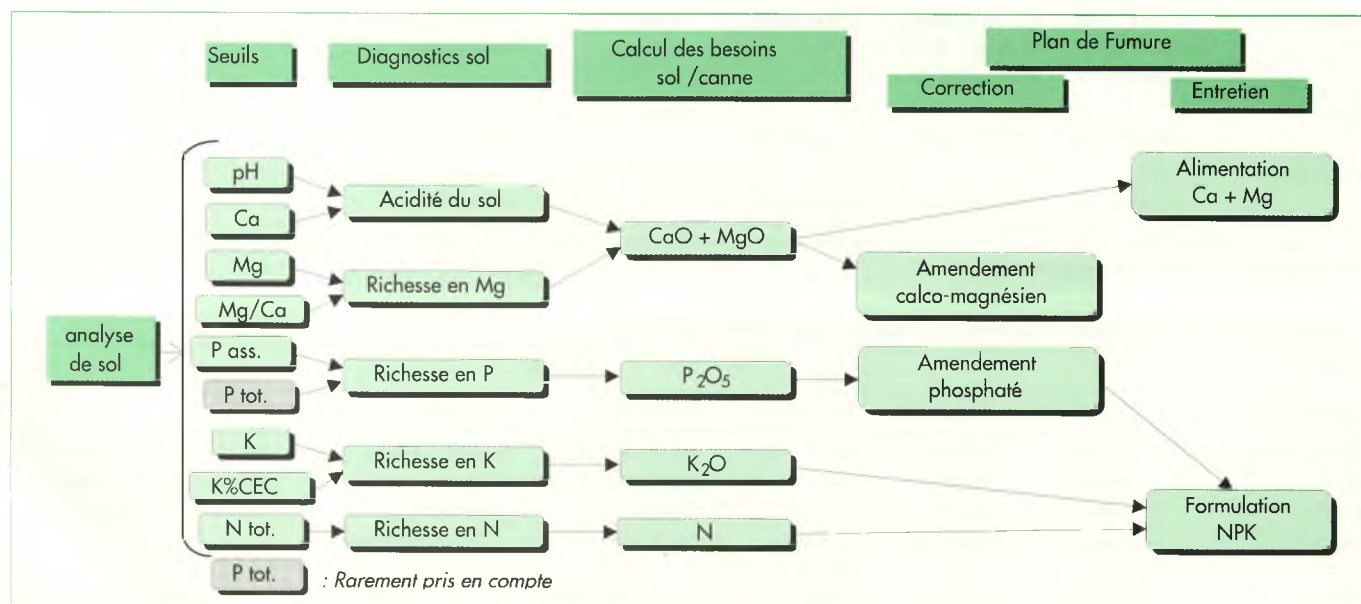 Seuils
Diagnostics sol
Calcul des besoins
sol /canne
Plan de Fumure
Correction
Entretien
analyse
de sol
pH
Ca
Mg
Mg/Ca
P ass.
P tot.
K
K%CEC
N tot.
Acidité du sol
Richesse en Mg
Richesse en P
Richesse en K
Richesse en N
CaO + MgO
P2O5
K2O
N
Amendement
calco-magnésien
Amendement
phosphaté
Alimentation
Ca + Mg
Formulation
NPK
P tot.
: Rarement pris en compte